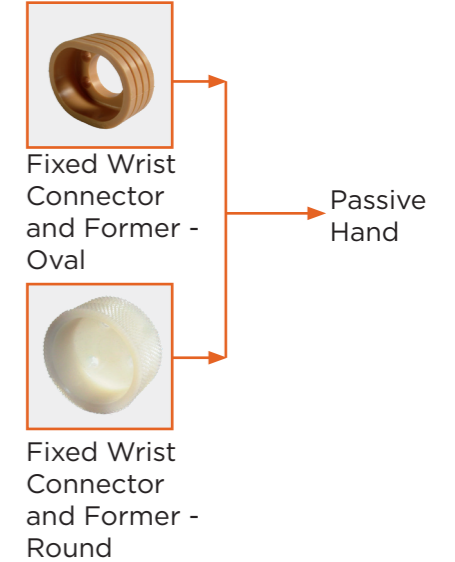 Fixed Wrist
Connector
and Former -
Oval
Passive
Hand
Fixed Wrist
Connector
and Former -
Round